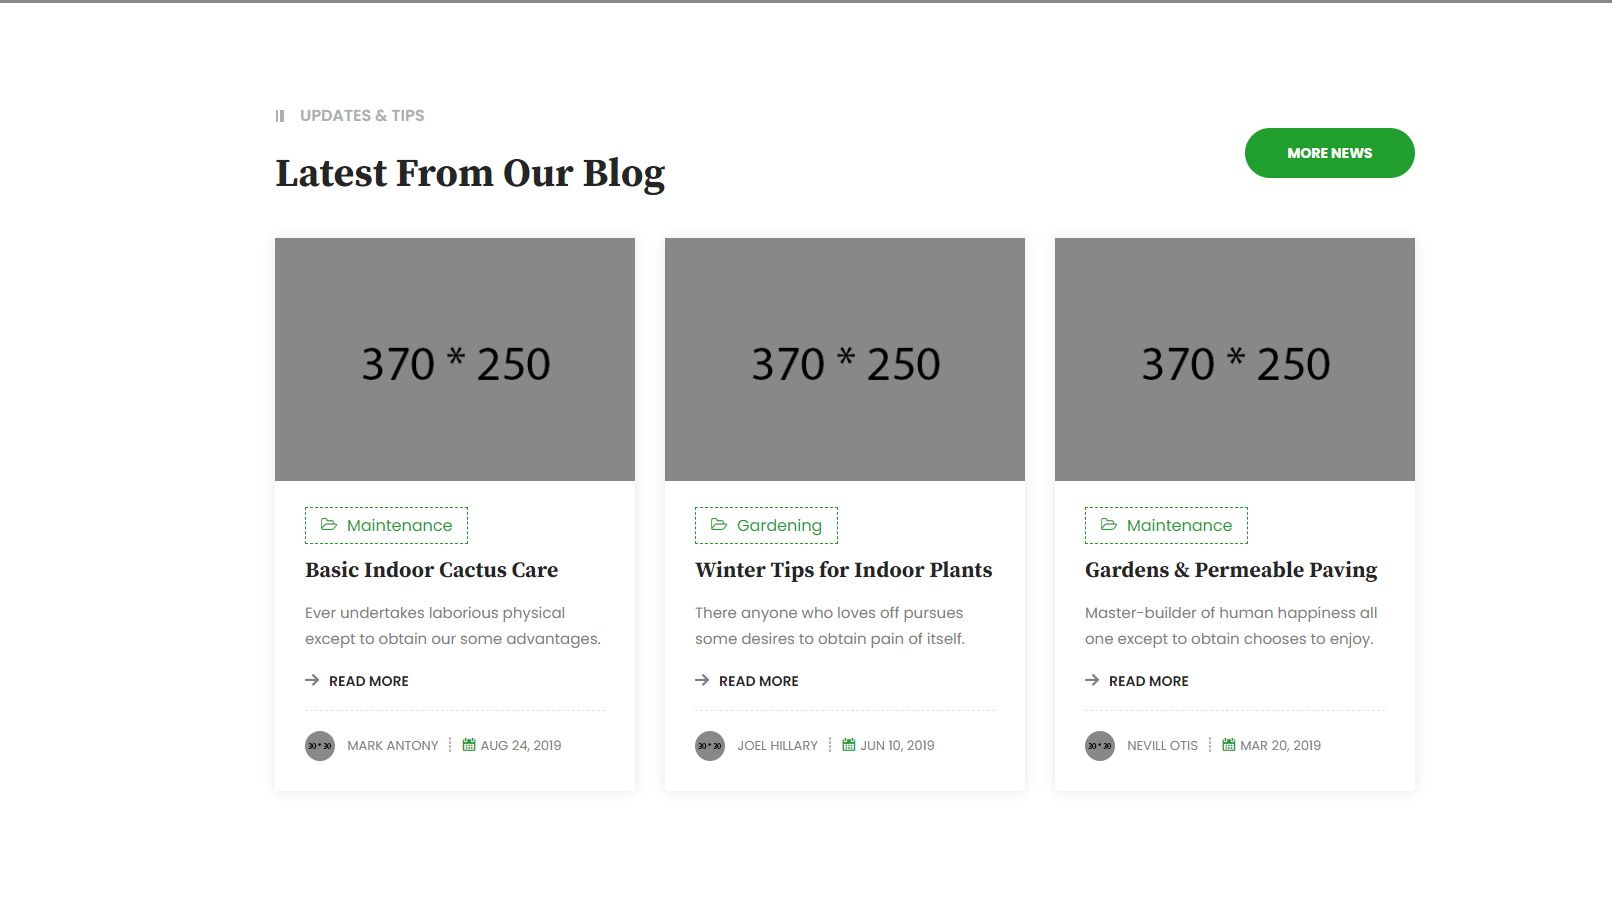 UPDATES & TIPS
Latest From Our Blog
MORE NEWS
370 * 250
Maintenance
Basic Indoor Cactus Care
Ever undertakes laborious physical
except to obtain our some advantages.
READ MORE
30 * 30 MARK ANTONY AUG 24, 2019
370 * 250
Gardening
Winter Tips for Indoor Plants
There anyone who loves off pursues
some desires to obtain pain of itself.
READ MORE
30 * 30 JOEL HILLARY JUN 10, 2019
370 * 250
Maintenance
Gardens & Permeable Paving
Master-builder of human happiness all
one except to obtain chooses to enjoy.
READ MORE
30 * 30 NEVILL OTIS MAR 20, 2019